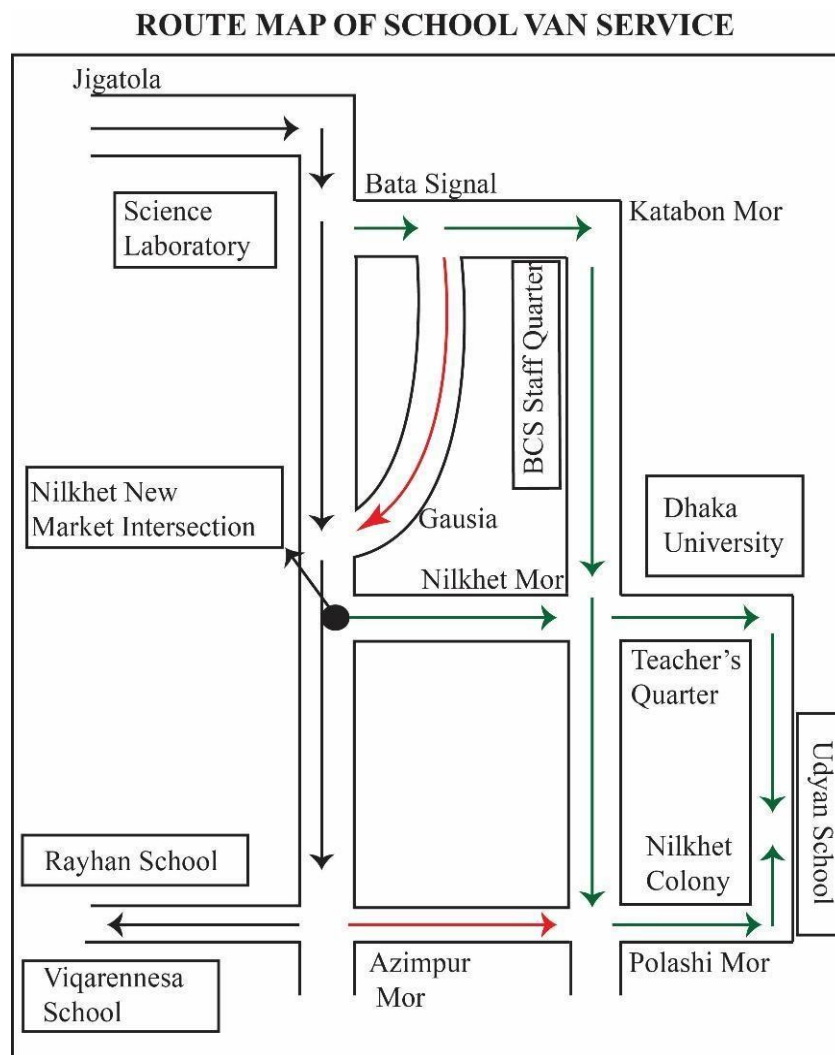 ROUTE MAP OF SCHOOL VAN SERVICE
Jigatola
Bata Signal
Katabon Mor
Science
Laboratory
BCS Staff Quarter
Nilkhet New
Market Intersection
Gausia
Dhaka
University
Nilkhet Mor
Teacher's
Quarter
Udyan School
Rayhan School
Nilkhet
Colony
Viqarennesa
School
Azimpur
Mor
Polashi Mor